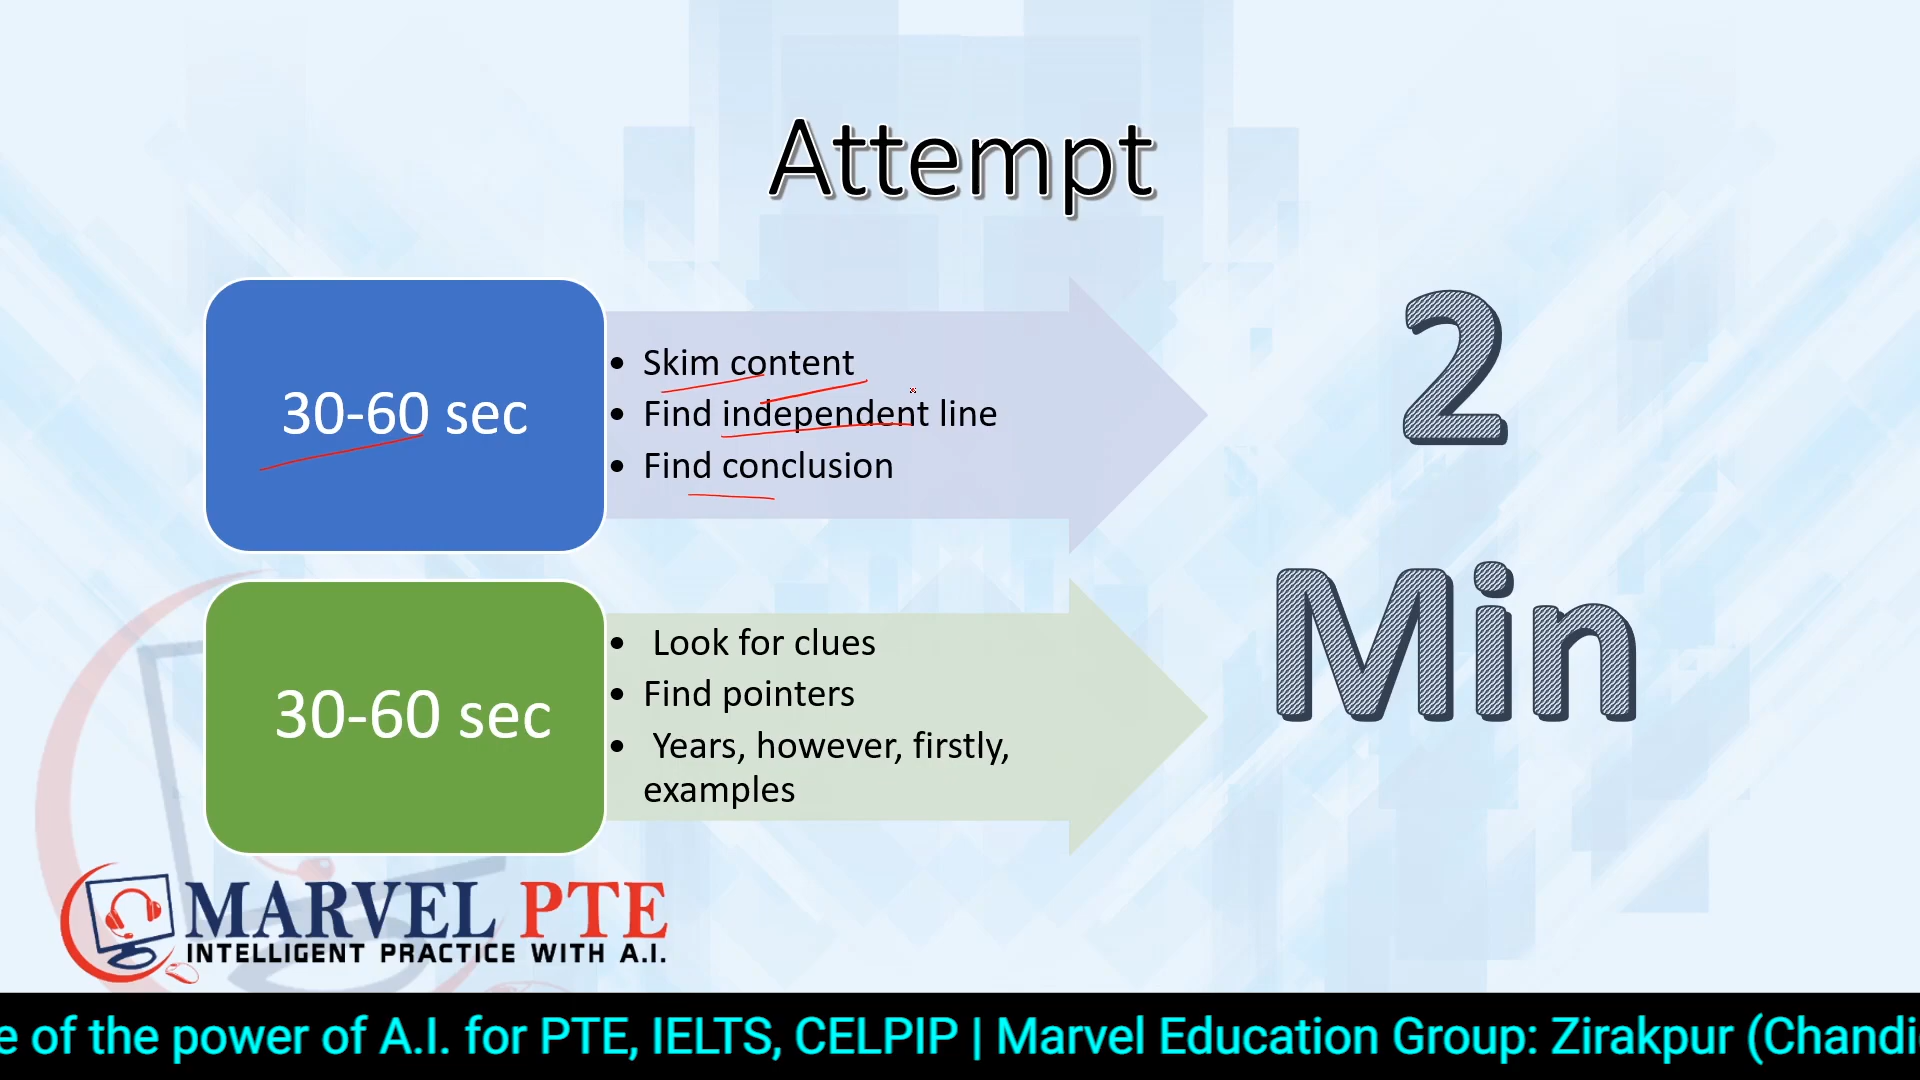 Attempt
30-60 sec
• Skim content
• Find independent line
• Find conclusion
30-60 sec
• Look for clues
• Find pointers
• Years, however, firstly,
examples
2
Min
MARVEL PTE
INTELLIGENT PRACTICE WITH A.I.
e of the power of A.I. for PTE, IELTS, CELPIP | Marvel Education Group: Zirakpur (Chandi